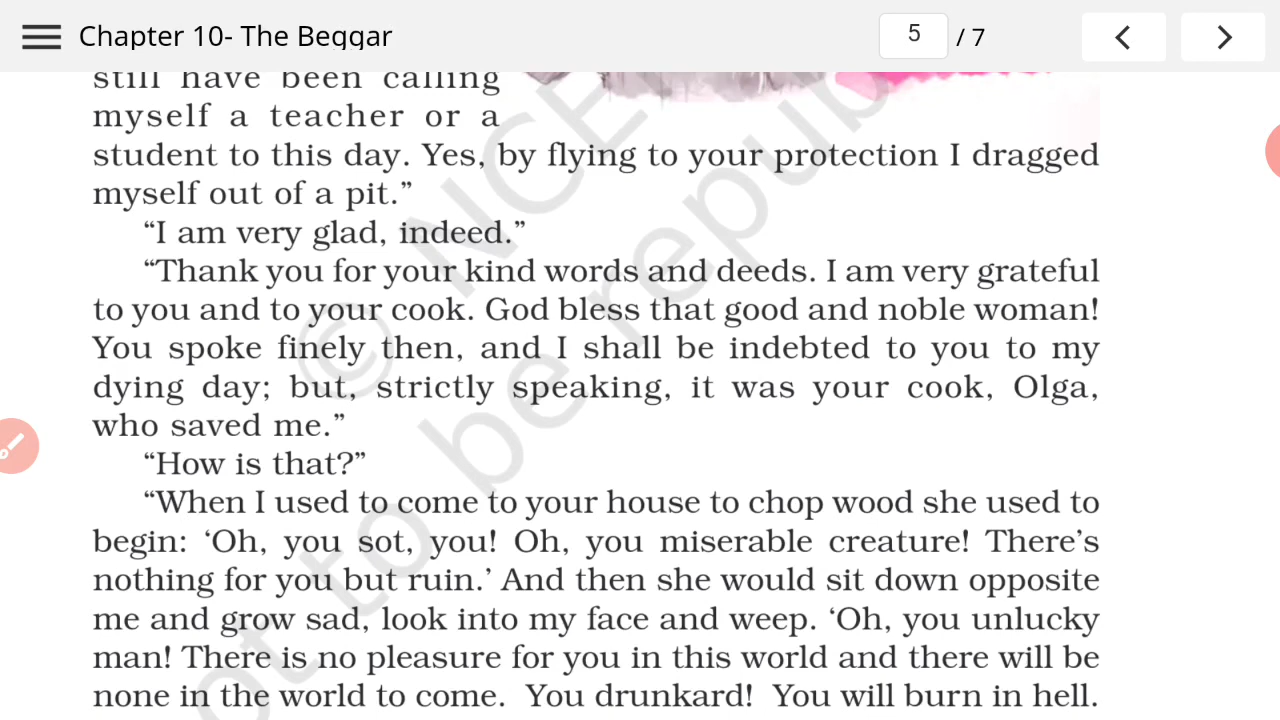 Chapter 10- The Beggar
5 / 7
still have been calling
myself a teacher or a
student to this day. Yes, by flying to your protection I dragged
myself out of a pit.”
“I am very glad, indeed.”
“Thank you for your kind words and deeds. I am very grateful
to you and to your cook. God bless that good and noble woman!
You spoke finely then, and I shall be indebted to you to my
dying day; but, strictly speaking, it was your cook, Olga,
who saved me.”
“How is that?”
“When I used to come to your house to chop wood she used to
begin: ‘Oh, you sot, you! Oh, you miserable creature! There’s
nothing for you but ruin.’ And then she would sit down opposite
me and grow sad, look into my face and weep. ‘Oh, you unlucky
man! There is no pleasure for you in this world and there will be
none in the world to come. You drunkard! You will burn in hell.
© NCE
be repub
not to